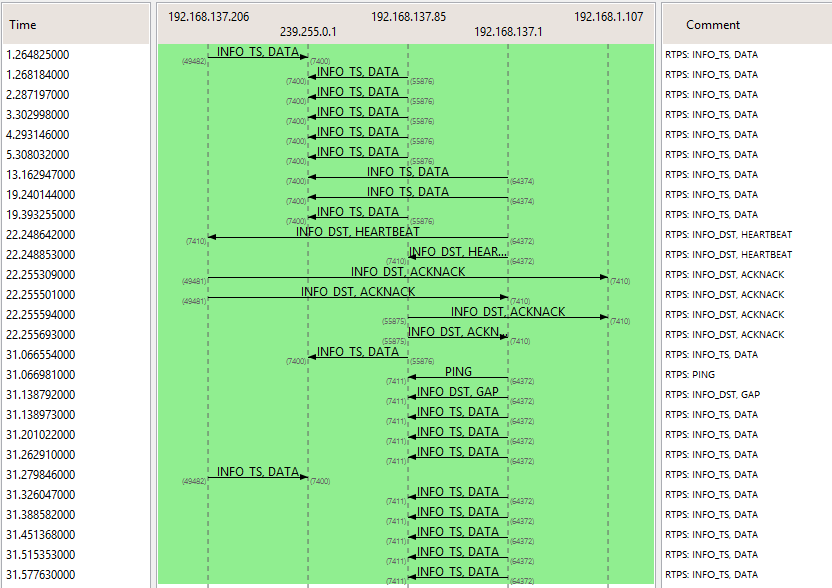 Time 192.168.137.206 192.168.137.85 192.168.1.107 Comment
239.255.0.1 192.168.137.1
1.264825000 INFO_TS, DATA (49482) (7400) RTPS: INFO_TS, DATA
1.268184000 INFO_TS, DATA (7400) (55876) RTPS: INFO_TS, DATA
2.287197000 INFO_TS, DATA (7400) (55876) RTPS: INFO_TS, DATA
3.302998000 INFO_TS, DATA (7400) (55876) RTPS: INFO_TS, DATA
4.293146000 INFO_TS, DATA (7400) (55876) RTPS: INFO_TS, DATA
5.308032000 INFO_TS, DATA (7400) (55876) RTPS: INFO_TS, DATA
13.162947000 INFO_TS, DATA (7400) (64374) RTPS: INFO_TS, DATA
19.240144000 INFO_TS, DATA (7400) (64374) RTPS: INFO_TS, DATA
19.393255000 INFO_TS, DATA (7400) (55876) RTPS: INFO_TS, DATA
22.248642000 INFO_DST, HEARTBEAT (7410) (64372) RTPS: INFO_DST, HEARTBEAT
22.248853000 INFO_DST, HEAR... (7410) (64372) RTPS: INFO_DST, HEARTBEAT
22.255309000 INFO_DST, ACKNACK (49481) (7410) RTPS: INFO_DST, ACKNACK
22.255501000 INFO_DST, ACKNACK (49481) (7410) RTPS: INFO_DST, ACKNACK
22.255594000 INFO_DST, ACKNACK (55875) (7410) RTPS: INFO_DST, ACKNACK
22.255693000 INFO_DST, ACKN... (55875) (7410) RTPS: INFO_DST, ACKNACK
31.066554000 INFO_TS, DATA (7400) (55876) RTPS: INFO_TS, DATA
31.066981000 PING (7411) (64372) RTPS: PING
31.138792000 INFO_DST, GAP (7411) (64372) RTPS: INFO_DST, GAP
31.138973000 INFO_TS, DATA (7411) (64372) RTPS: INFO_TS, DATA
31.201022000 INFO_TS, DATA (7411) (64372) RTPS: INFO_TS, DATA
31.262910000 INFO_TS, DATA (7411) (64372) RTPS: INFO_TS, DATA
31.279846000 INFO_TS, DATA (49482) (7400) RTPS: INFO_TS, DATA
31.326047000 INFO_TS, DATA (7411) (64372) RTPS: INFO_TS, DATA
31.388582000 INFO_TS, DATA (7411) (64372) RTPS: INFO_TS, DATA
31.451368000 INFO_TS, DATA (7411) (64372) RTPS: INFO_TS, DATA
31.515353000 INFO_TS, DATA (7411) (64372) RTPS: INFO_TS, DATA
31.577630000 INFO_TS, DATA (7411) (64372) RTPS: INFO_TS, DATA